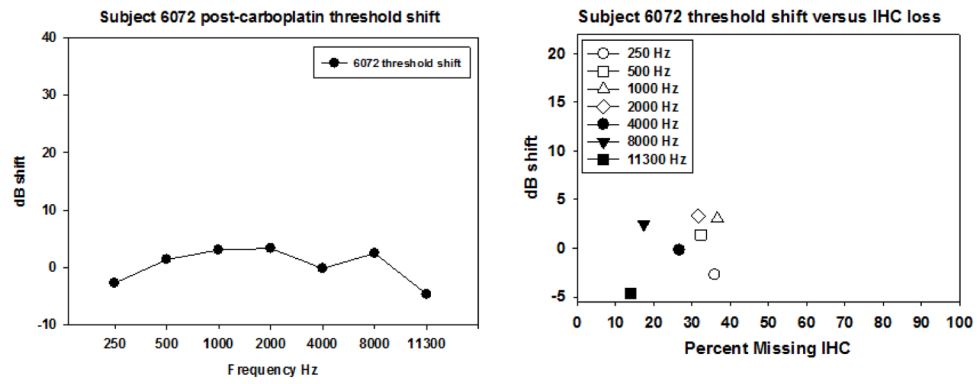 Subject 6072 post-carboplatin threshold shift
40
30
20
10
0
-10
dB shift
6072 threshold shift
250 500 1000 2000 4000 8000 11300
Frequency Hz
Subject 6072 threshold shift versus IHC loss
20
15
10
5
0
-5
dB shift
250 Hz
500 Hz
1000 Hz
2000 Hz
4000 Hz
8000 Hz
11300 Hz
0 10 20 30 40 50 60 70 80 90 100
Percent Missing IHC